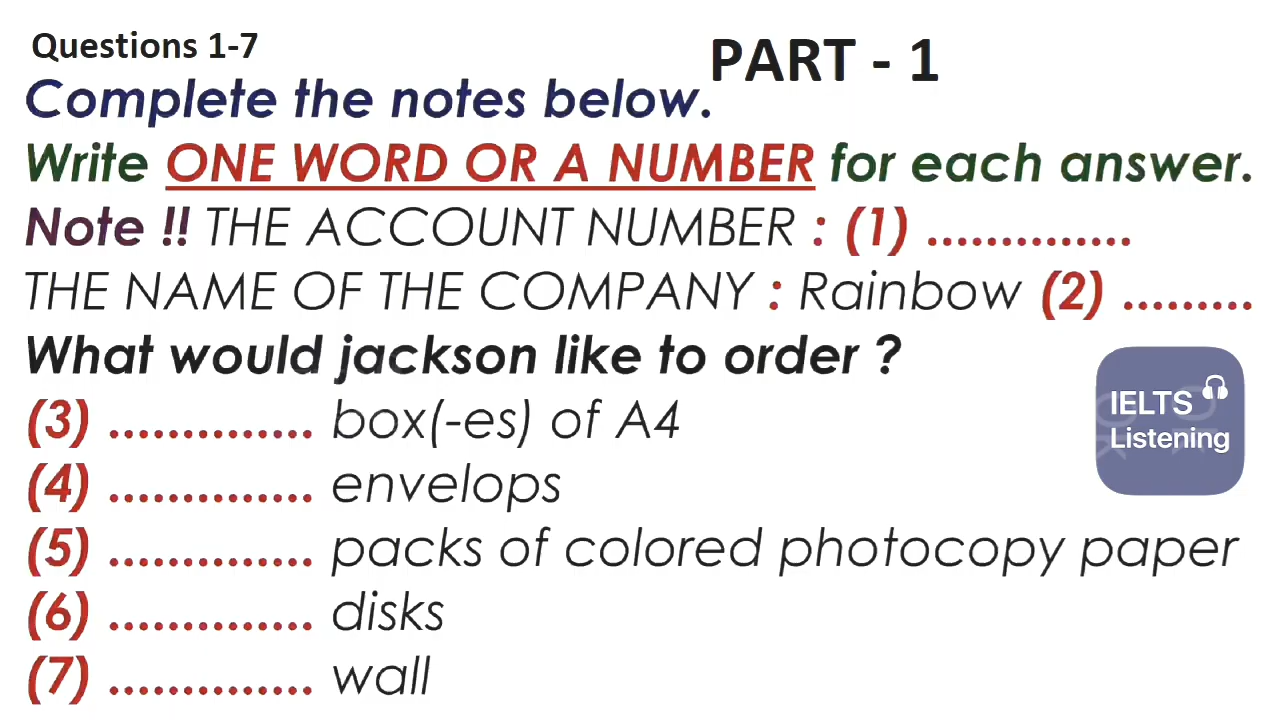 Questions 1-7
PART - 1
Complete the notes below.
Write ONE WORD OR A NUMBER for each answer.
Note !! THE ACCOUNT NUMBER : (1) ..............
THE NAME OF THE COMPANY : Rainbow (2) .........
What would jackson like to order ?
(3) .............. box(-es) of A4
(4) .............. envelops
(5) .............. packs of colored photocopy paper
(6) .............. disks
(7) .............. wall
IELTS
Listening